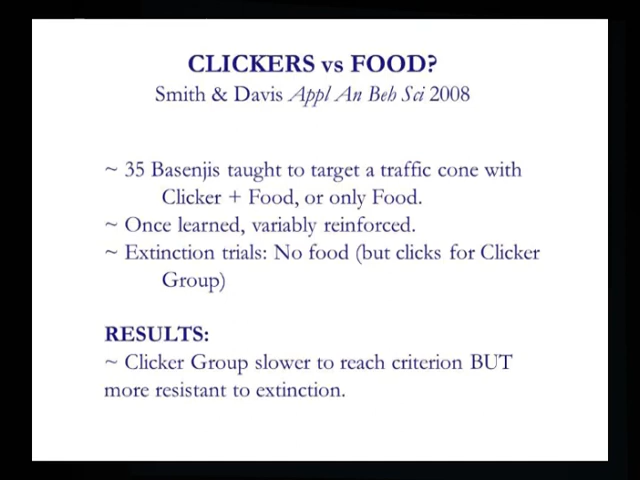 CLICKERS vs FOOD?
Smith & Davis Appl An Beh Sci 2008
~ 35 Basenjis taught to target a traffic cone with
Clicker + Food, or only Food.
~ Once learned, variably reinforced.
~ Extinction trials: No food (but clicks for Clicker
Group)
RESULTS:
~ Clicker Group slower to reach criterion BUT
more resistant to extinction.